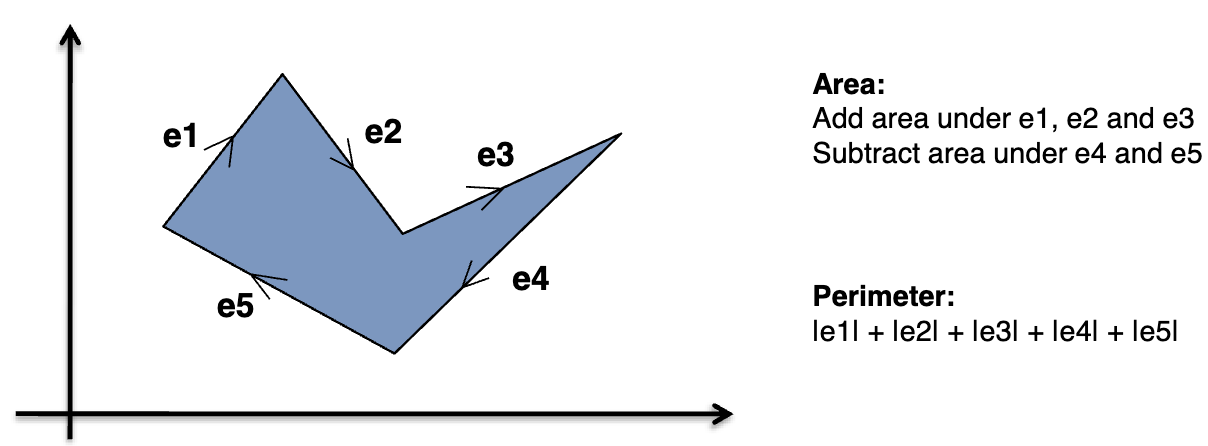 e1
e2
e3
e4
e5
Area:
Add area under e1, e2 and e3
Subtract area under e4 and e5
Perimeter:
|e1| + |e2| + |e3| + |e4| + |e5|